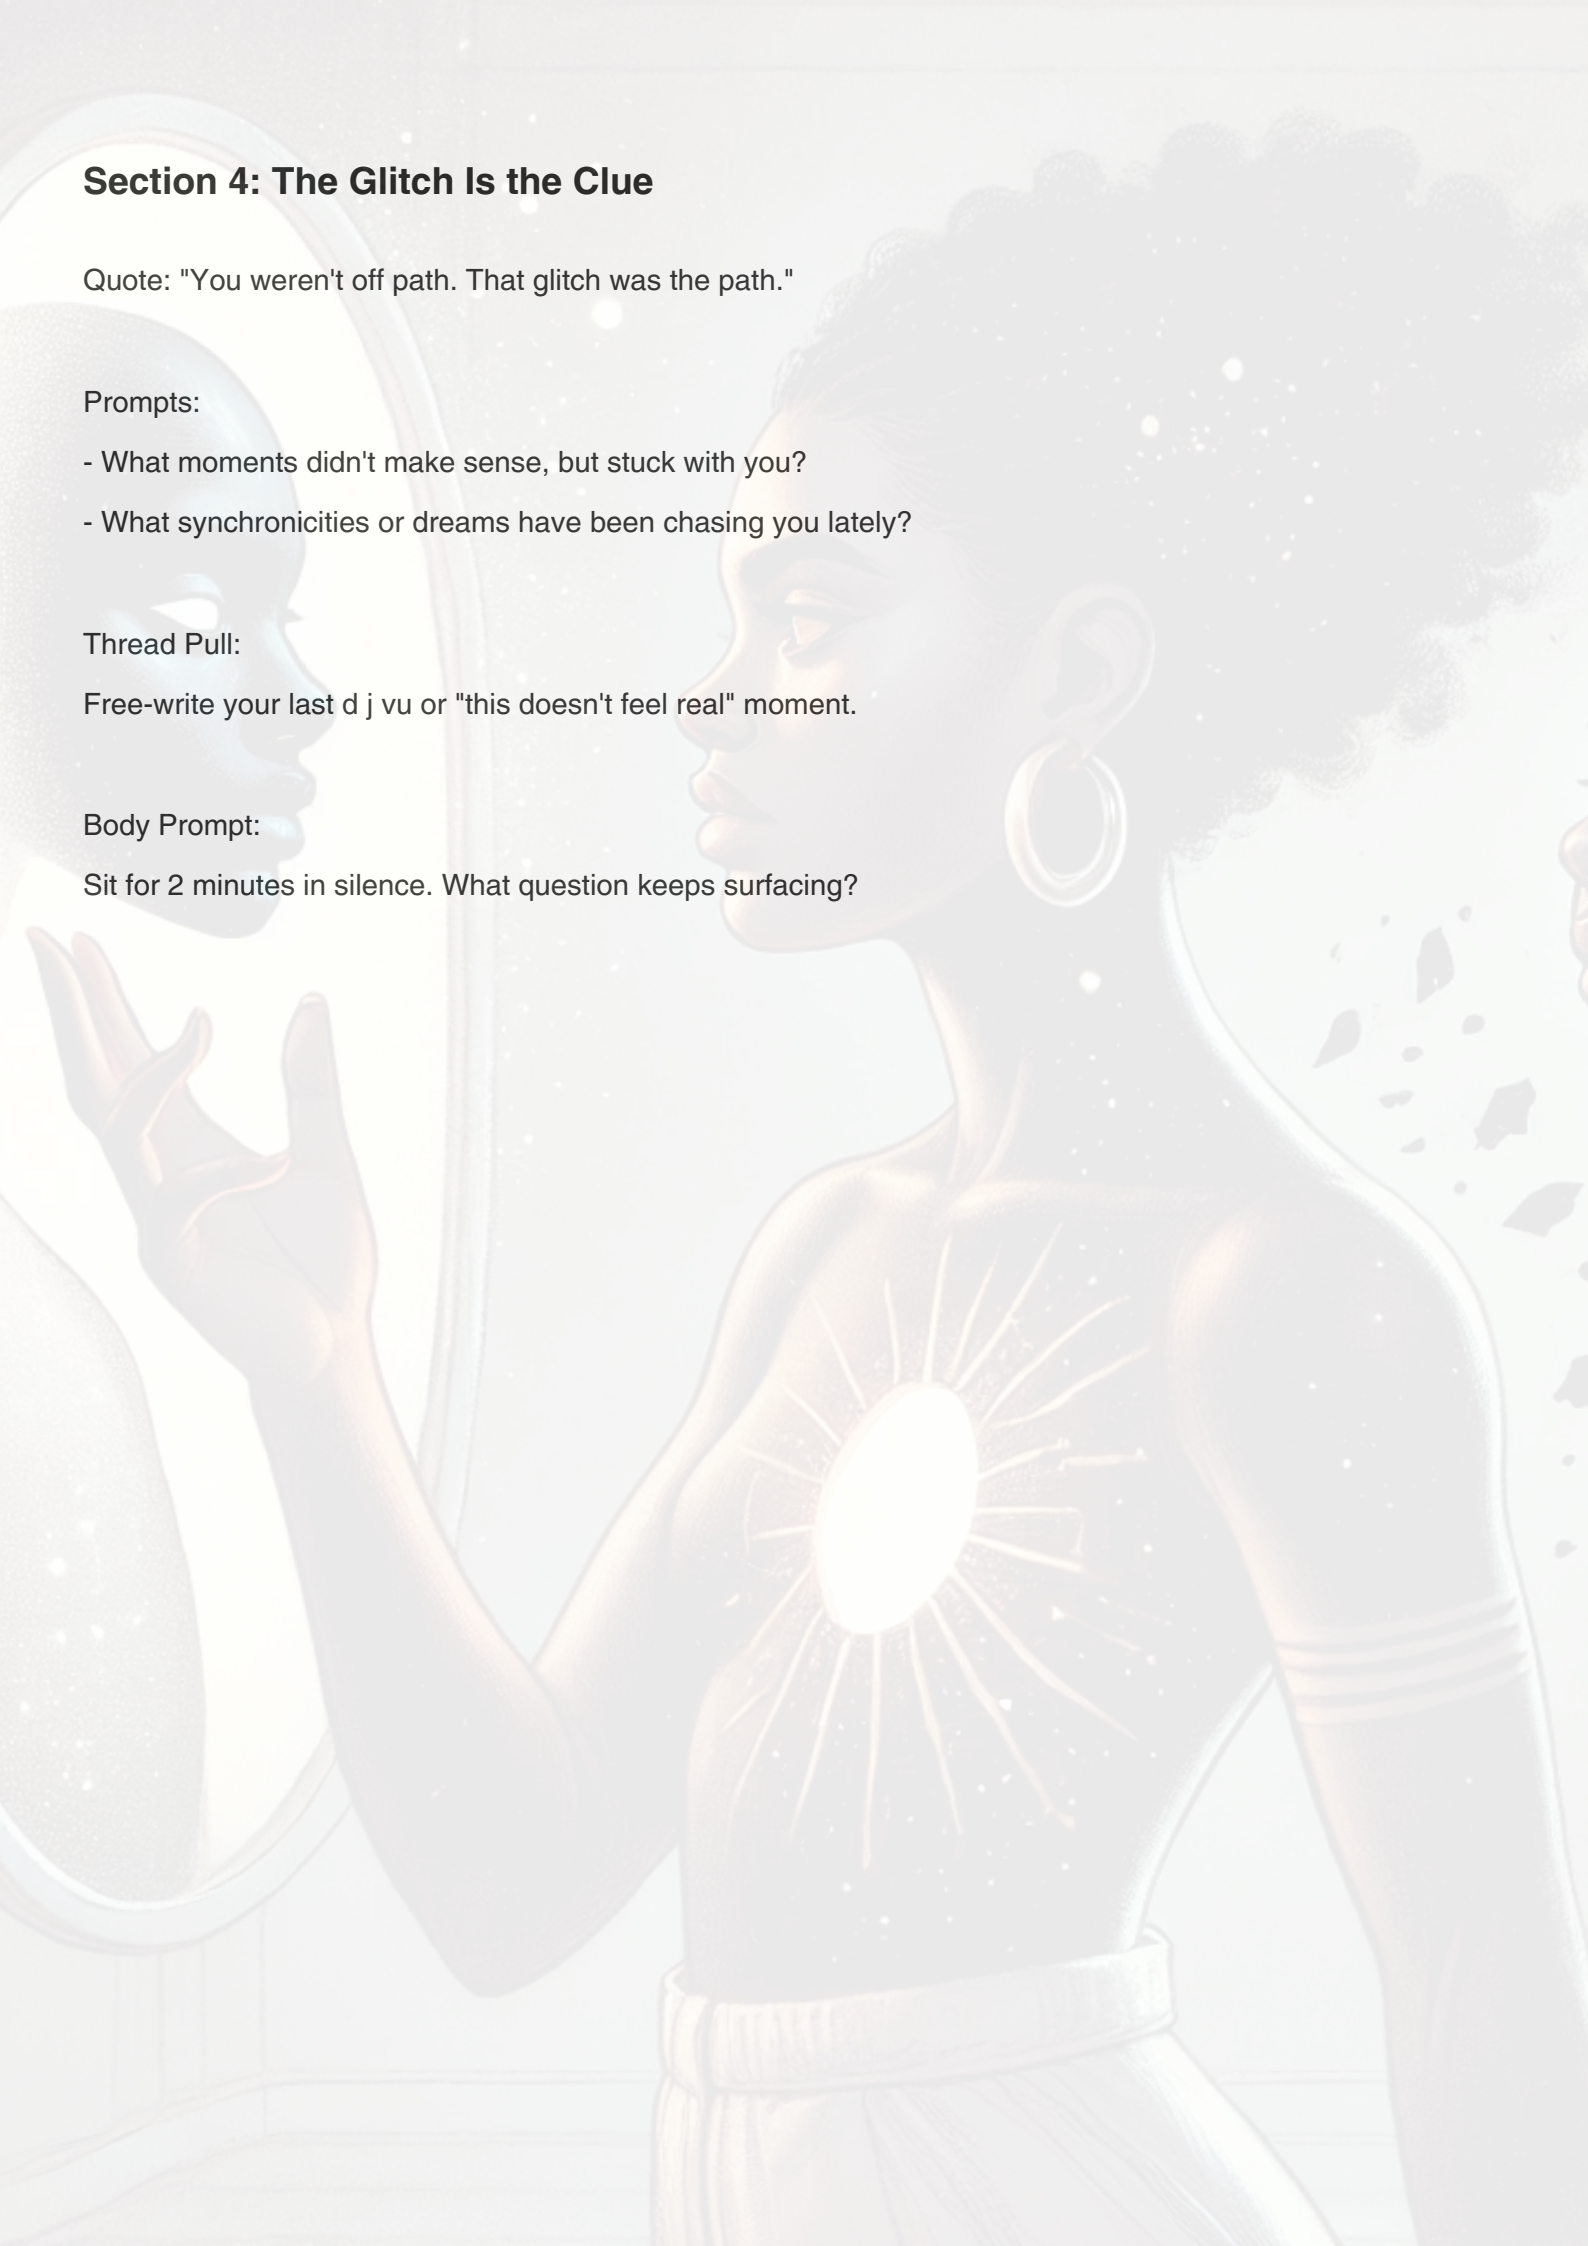 Section 4: The Glitch Is the Clue
Quote: "You weren't off path. That glitch was the path."
Prompts:
- What moments didn't make sense, but stuck with you?
- What synchronicities or dreams have been chasing you lately?
Thread Pull:
Free-write your last d j vu or "this doesn't feel real" moment.
Body Prompt:
Sit for 2 minutes in silence. What question keeps surfacing?